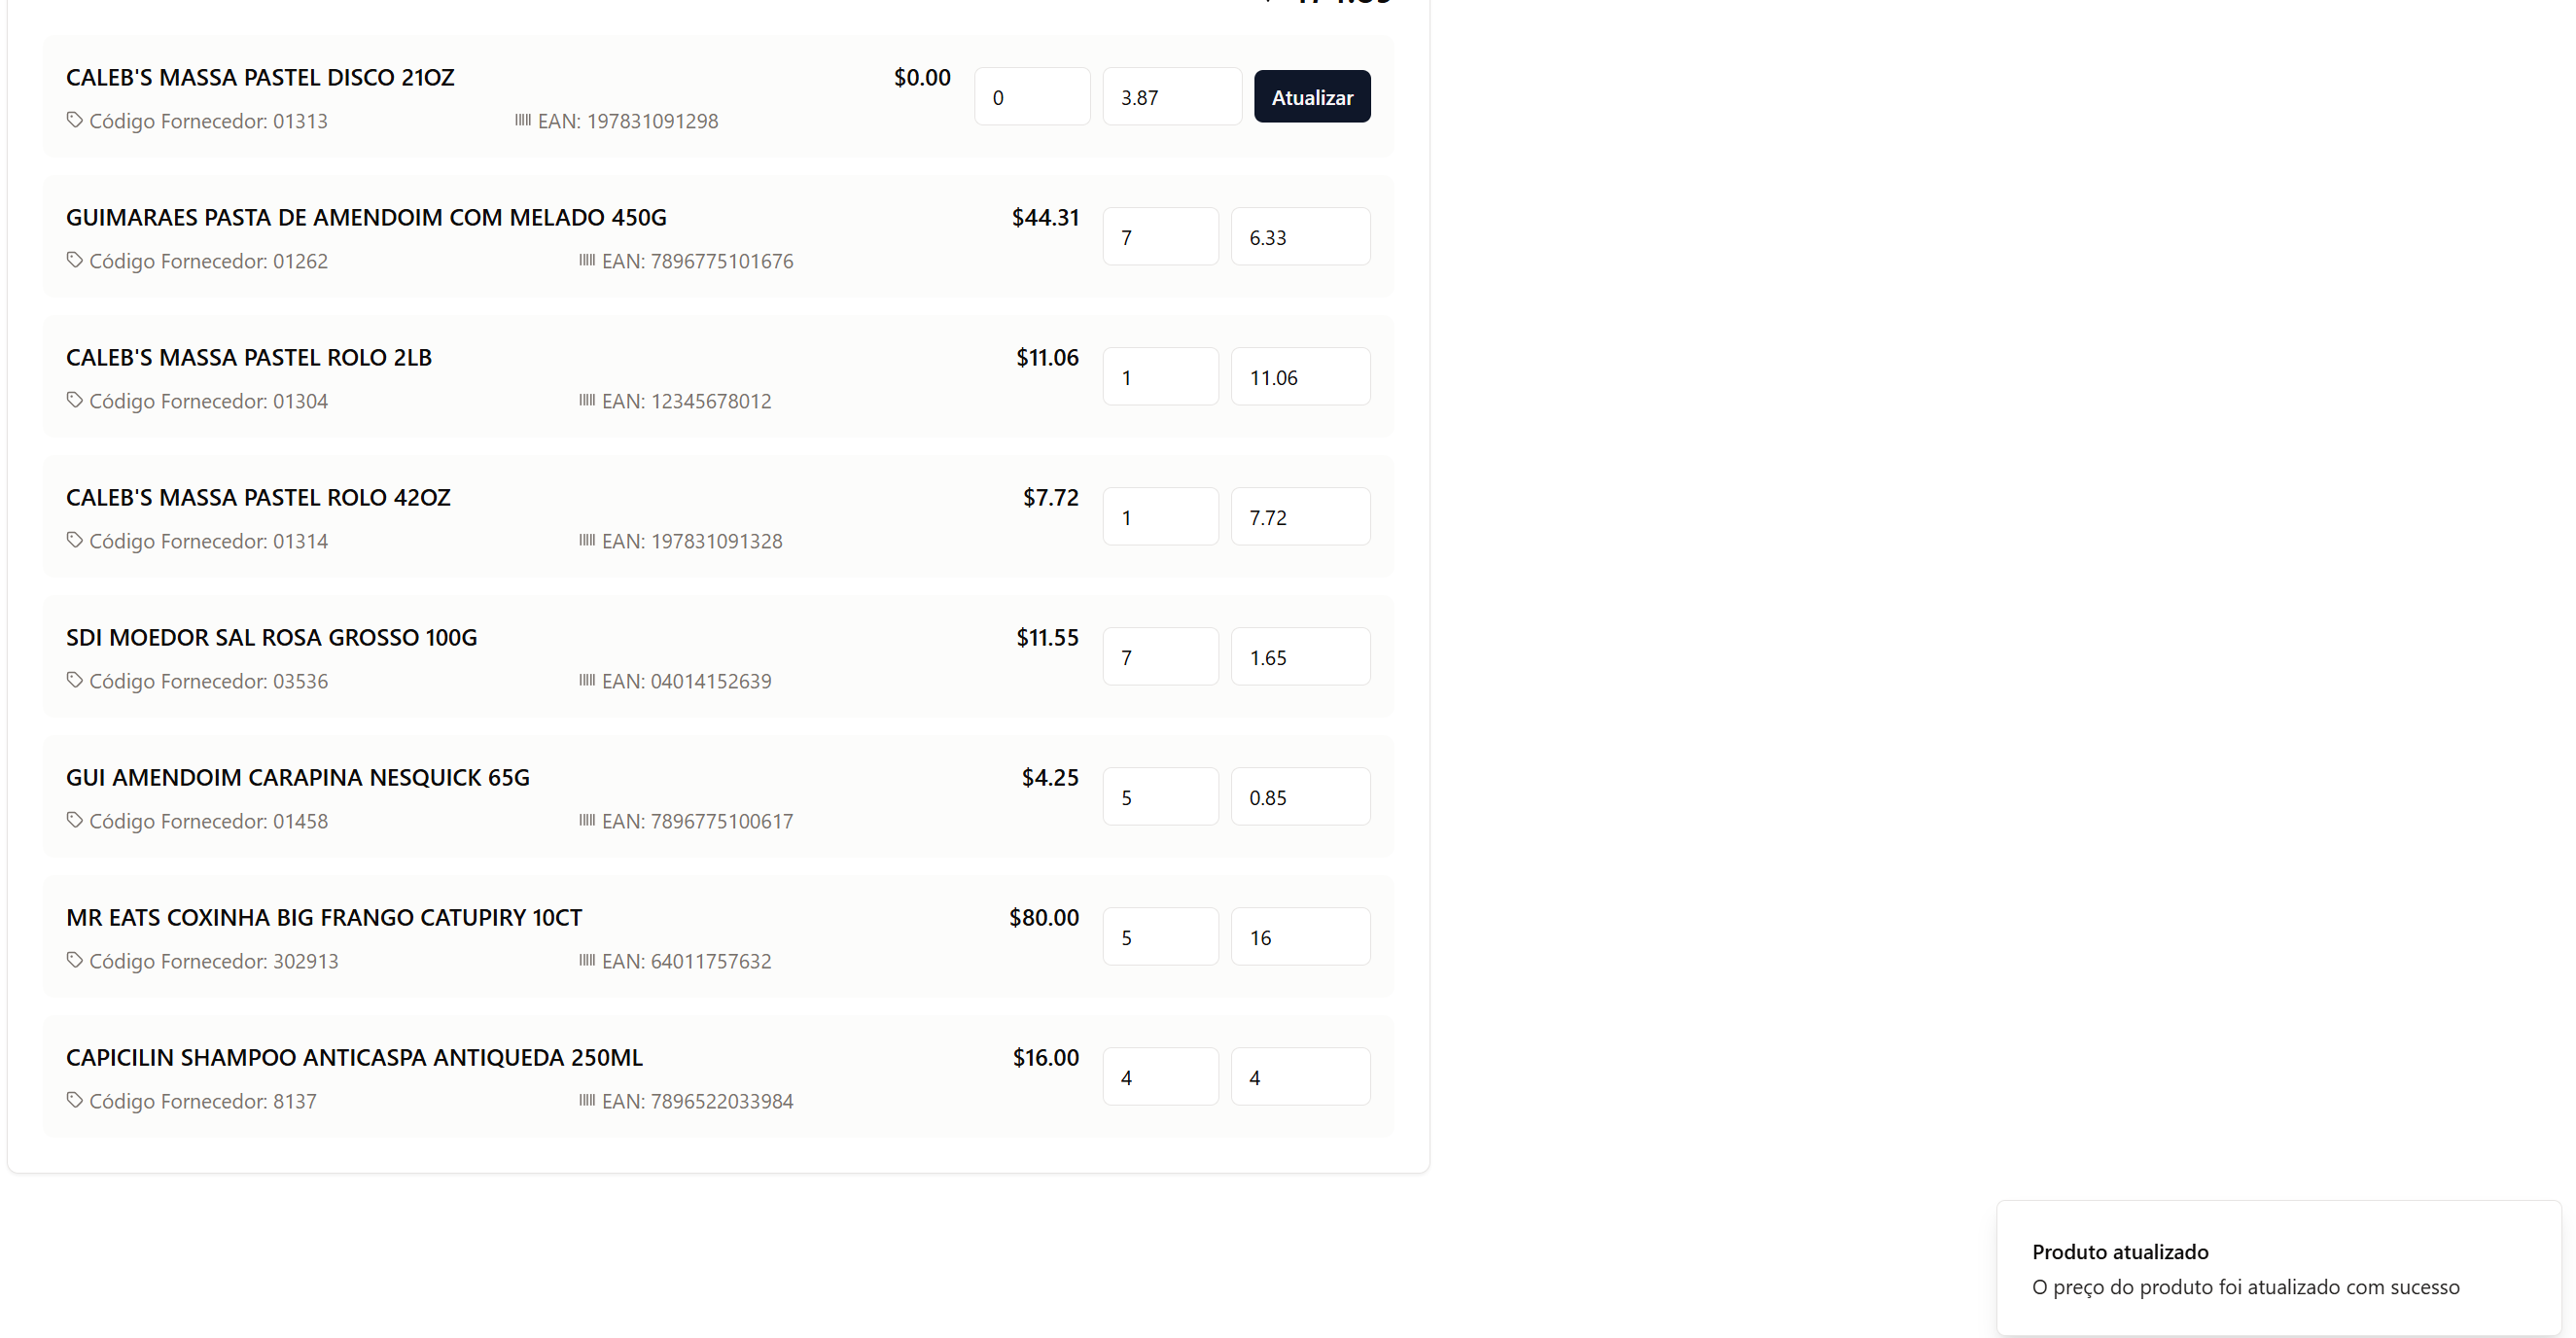 CALEB'S MASSA PASTEL DISCO 21OZ
$0.00
0
3.87
Atualizar
Código Fornecedor: 01313
EAN: 197831091298
GUIMARAES PASTA DE AMENDOIM COM MELADO 450G
$44.31
7
6.33
Código Fornecedor: 01262
EAN: 7896775101676
CALEB'S MASSA PASTEL ROLO 2LB
$11.06
1
11.06
Código Fornecedor: 01304
EAN: 12345678012
CALEB'S MASSA PASTEL ROLO 42OZ
$7.72
1
7.72
Código Fornecedor: 01314
EAN: 197831091328
SDI MOEDOR SAL ROSA GROSSO 100G
$11.55
7
1.65
Código Fornecedor: 03536
EAN: 04014152639
GUI AMENDOIM CARAPINA NESQUICK 65G
$4.25
5
0.85
Código Fornecedor: 01458
EAN: 7896775100617
MR EATS COXINHA BIG FRANGO CATUPIRY 10CT
$80.00
5
16
Código Fornecedor: 302913
EAN: 64011757632
CAPICILIN SHAMPOO ANTICASPA ANTIQUEDA 250ML
$16.00
4
4
Código Fornecedor: 8137
EAN: 7896522033984
Produto atualizado
O preço do produto foi atualizado com sucesso